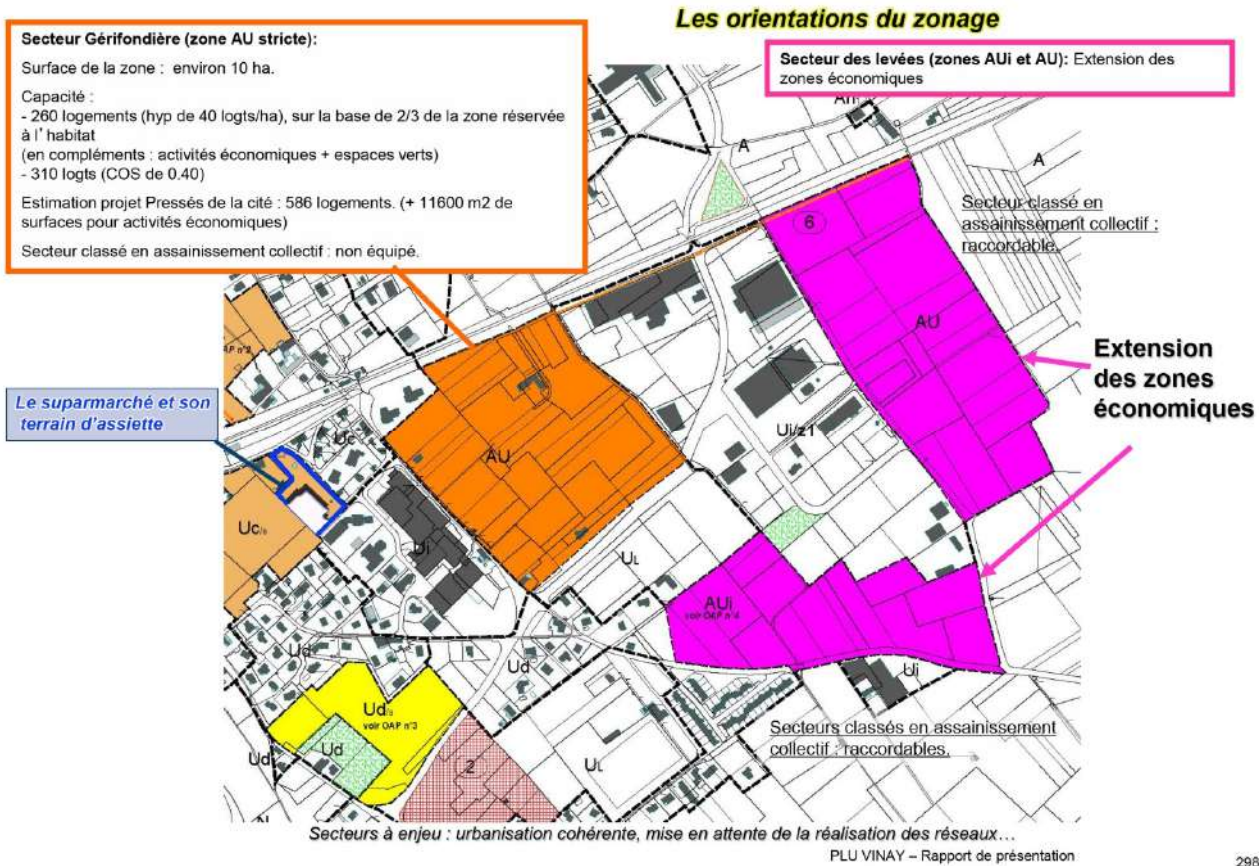 Les orientations du zonage
Secteur Gérifondière (zone AU stricte):
Surface de la zone : environ 10 ha.
Capacité :
- 260 logements (hyp de 40 logts/ha), sur la base de 2/3 de la zone réservée
à l’ habitat
(en compléments : activités économiques + espaces verts)
- 310 logts (COS de 0.40)
Estimation projet Pressés de la cité : 586 logements. (+ 11600 m2 de
surfaces pour activités économiques)
Secteur classé en assainissement collectif : non équipé.
Secteur des levées (zones AUi et AU): Extension des
zones économiques
Ah
A
A
Secteur classé en
assainissement collectif :
raccordable.
6
AU
Extension
des zones
économiques
AP n°2
Le suparmarché et son
terrain d’assiette
Uc
AU
Ui/z1
Uc/s
Ui
UL
AUi
voir OAP n°4
Ud
Ud
Ui
Ud/s
voir OAP n°3
Ud
Ud
2
UL
Secteurs classés en assainissement
collectif : raccordables.
N
Secteurs à enjeu : urbanisation cohérente, mise en attente de la réalisation des réseaux…
PLU VINAY – Rapport de présentation
298